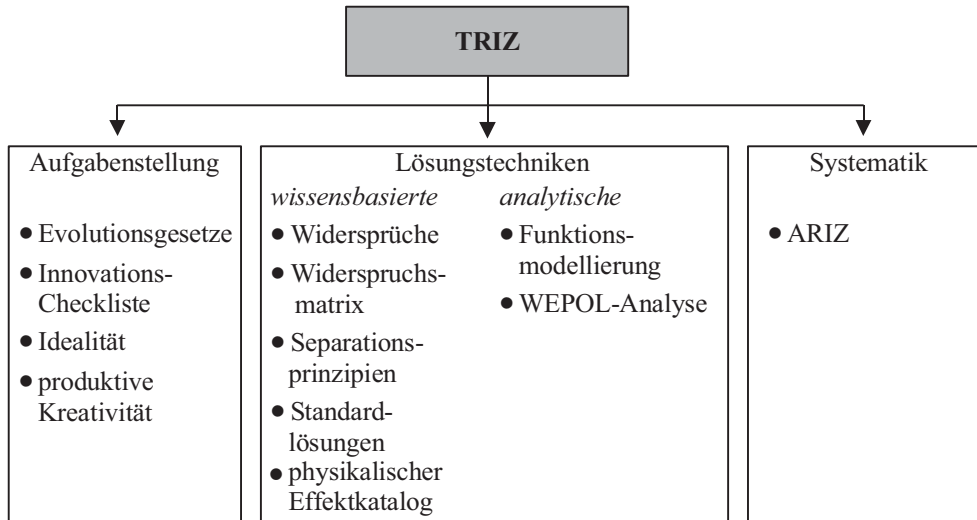 TRIZ
Aufgabenstellung
● Evolutionsgesetze
● Innovations-
Checkliste
● Idealität
● produktive
Kreativität
Lösungstechniken
wissensbasierte
● Widersprüche
● Widerspruchs-
matrix
● Separations-
prinzipien
● Standard-
lösungen
● physikalischer
Effektkatalog
analytische
● Funktions-
modellierung
● WEPOL-Analyse
Systematik
● ARIZ